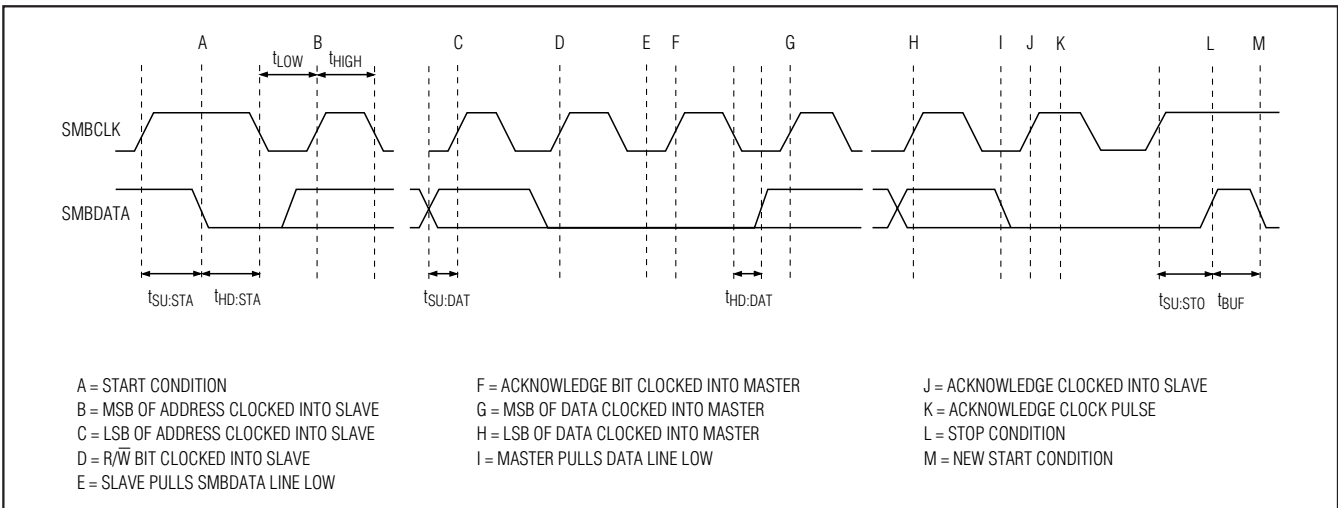 A B C D E F G H I J K L M
tLOW tHIGH
SMBCLK
SMBDATA
tSU:STA tHD:STA tSU:DAT tHD:DAT tSU:STO tBUF
A = START CONDITION
B = MSB OF ADDRESS CLOCKED INTO SLAVE
C = LSB OF ADDRESS CLOCKED INTO SLAVE
D = R/W̅ BIT CLOCKED INTO SLAVE
E = SLAVE PULLS SMBDATA LINE LOW
F = ACKNOWLEDGE BIT CLOCKED INTO MASTER
G = MSB OF DATA CLOCKED INTO MASTER
H = LSB OF DATA CLOCKED INTO MASTER
I = MASTER PULLS DATA LINE LOW
J = ACKNOWLEDGE CLOCKED INTO SLAVE
K = ACKNOWLEDGE CLOCK PULSE
L = STOP CONDITION
M = NEW START CONDITION